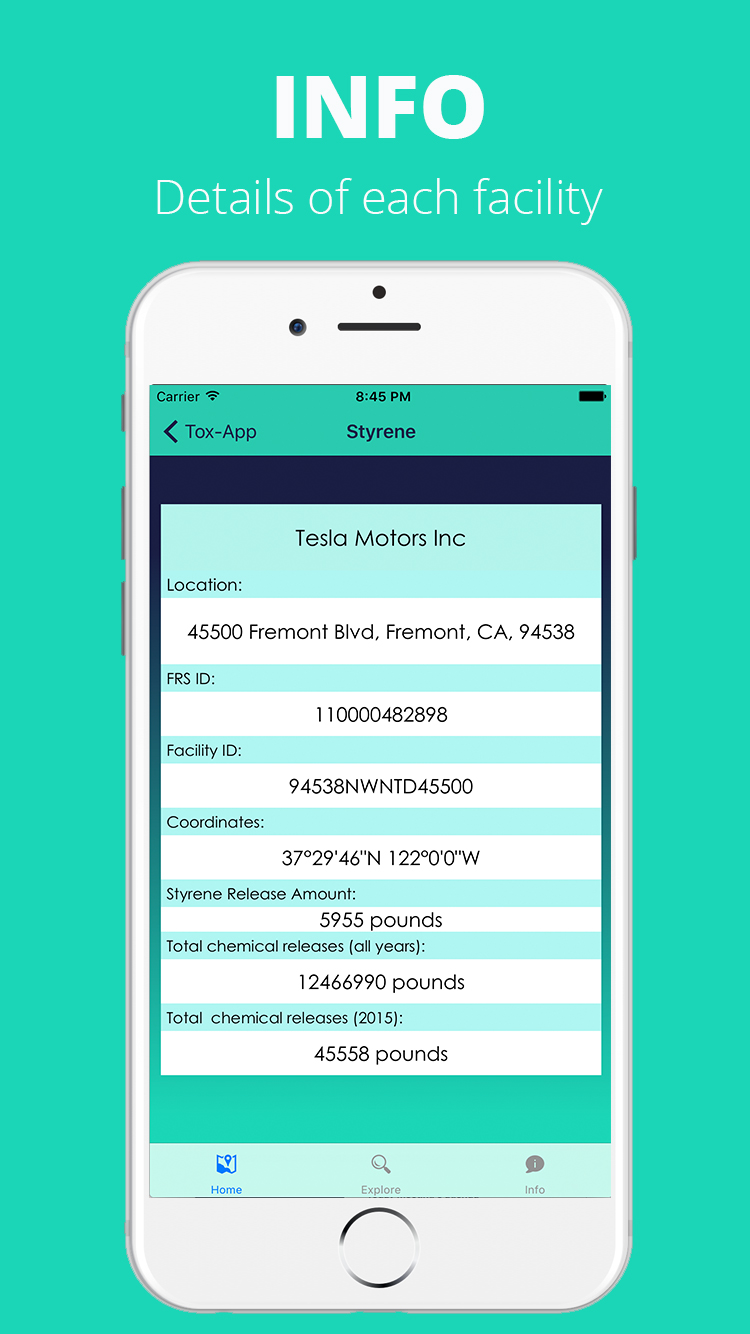 INFO
Details of each facility
Carrier 8:45 PM
Tox-App Styrene
Tesla Motors Inc
Location:
45500 Fremont Blvd, Fremont, CA, 94538
FRS ID:
110000482898
Facility ID:
94538NWNTD45500
Coordinates:
37°29'46"N 122°0'0"W
Styrene Release Amount:
5955 pounds
Total chemical releases (all years):
12466990 pounds
Total  chemical releases (2015):
45558 pounds
Home Explore Info